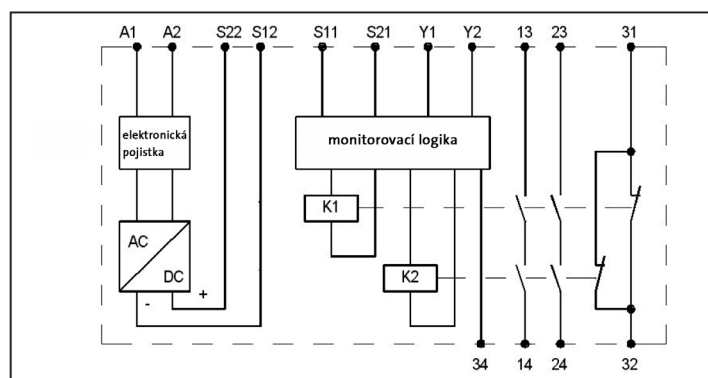 A1 A2 S22 S12 S11 S21 Y1 Y2 13 23 31
elektronická
pojistka
monitorovací logika
K1
AC
DC
K2
- +
34 14 24 32